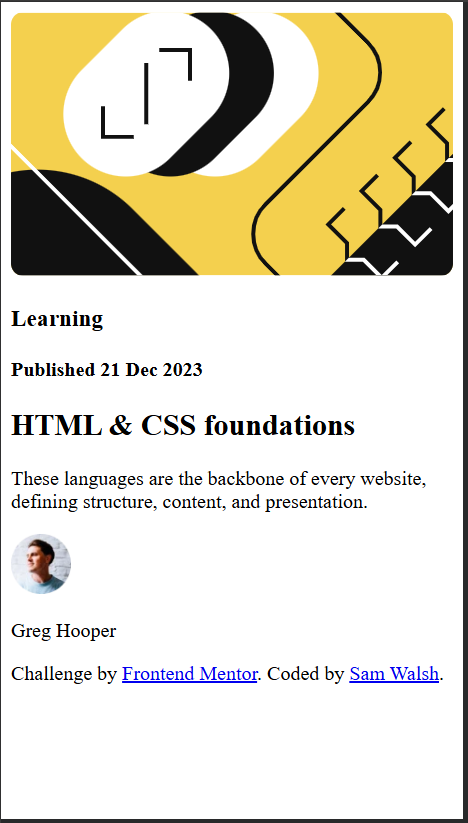 Learning
Published 21 Dec 2023
HTML & CSS foundations
These languages are the backbone of every website,
defining structure, content, and presentation.
Greg Hooper
Challenge by Frontend Mentor. Coded by Sam Walsh.